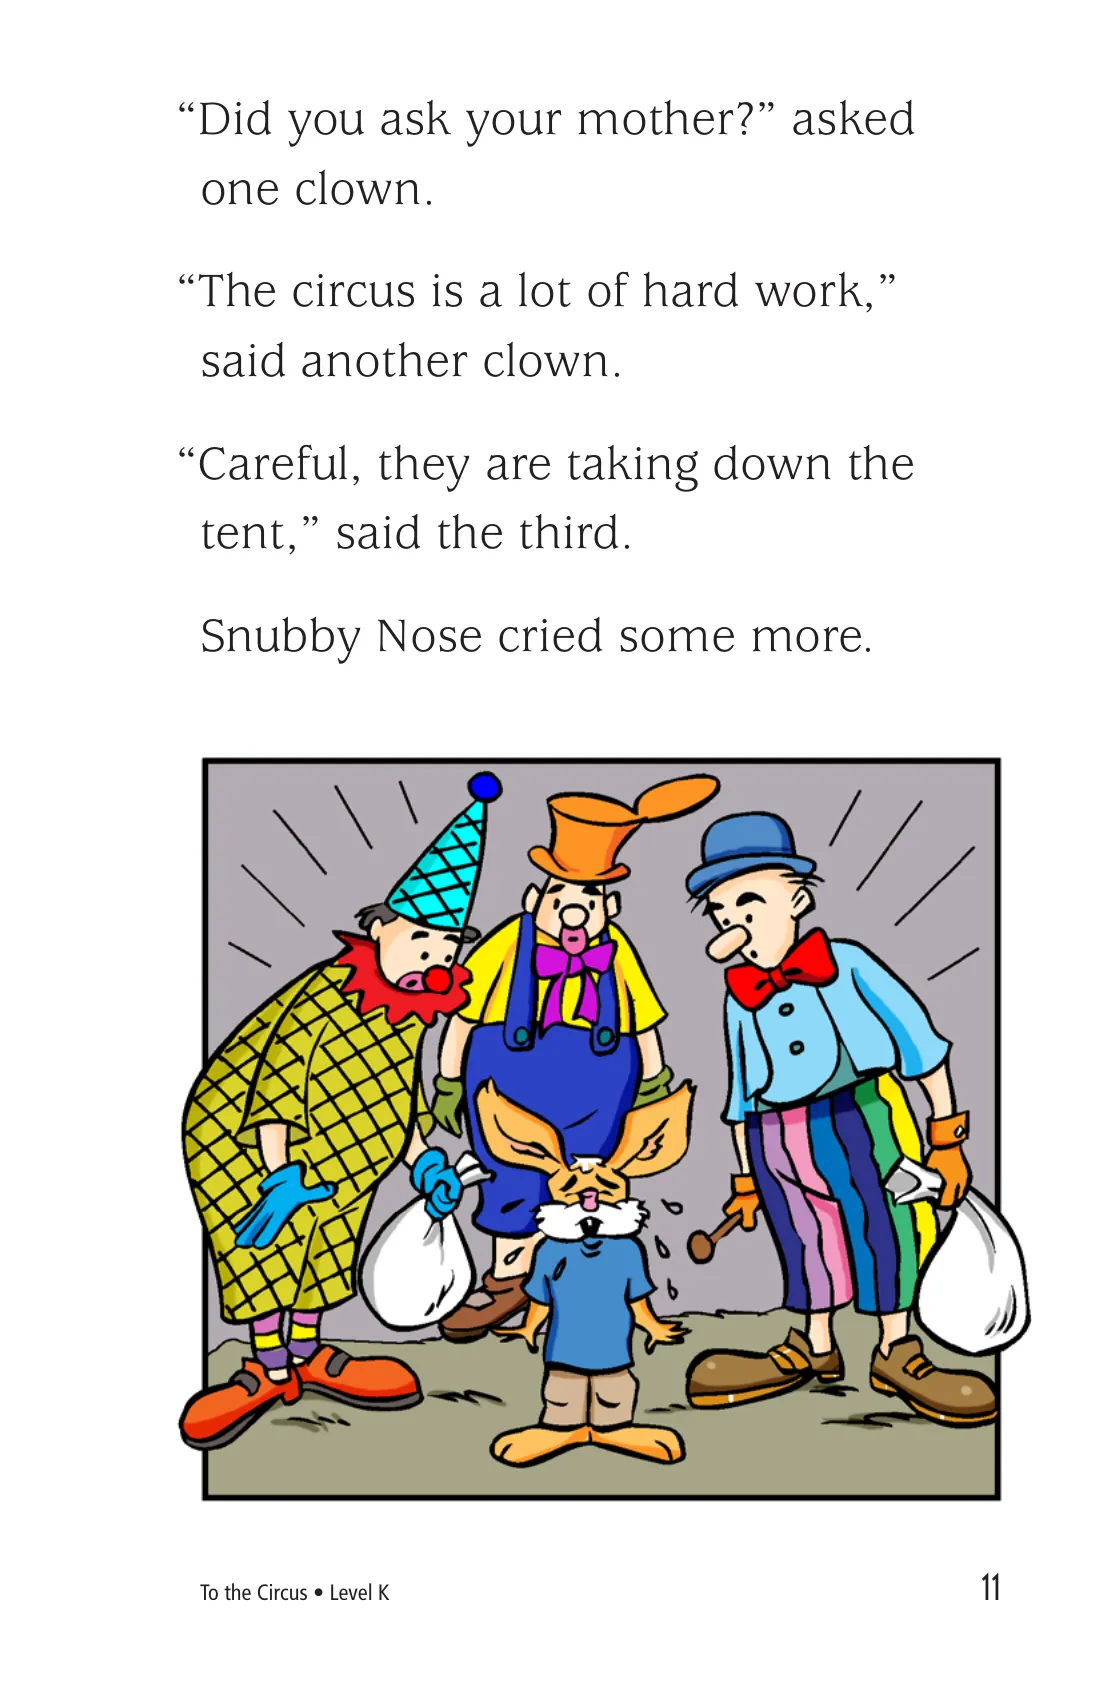 “Did you ask your mother?” asked
one clown.
“The circus is a lot of hard work,”
said another clown.
“Careful, they are taking down the
tent,” said the third.
Snubby Nose cried some more.
To the Circus • Level K
11